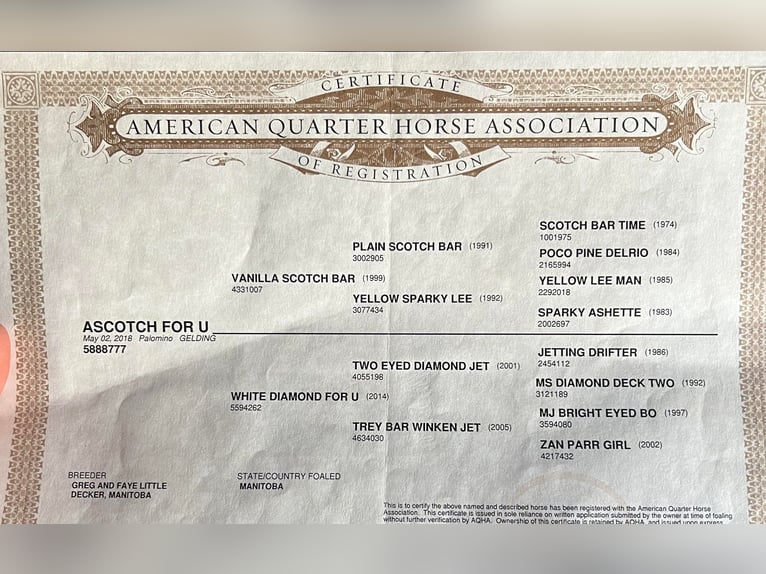 CERTIFICATE
AMERICAN QUARTER HORSE ASSOCIATION
OF REGISTRATION
SCOTCH BAR TIME (1974)
1001975
PLAIN SCOTCH BAR (1991)
3002905
POCO PINE DELRIO (1984)
2165994
VANILLA SCOTCH BAR (1999)
4331007
YELLOW LEE MAN (1985)
2292018
YELLOW SPARKY LEE (1992)
3077434
SPARKY ASHETTE (1983)
2002697
ASCOTCH FOR U
May 02, 2018 Palomino GELDING
5888777
JETTING DRIFTER (1986)
2454112
TWO EYED DIAMOND JET (2001)
4055198
MS DIAMOND DECK TWO (1992)
3121189
WHITE DIAMOND FOR U (2014)
5594262
MJ BRIGHT EYED BO (1997)
3594080
TREY BAR WINKEN JET (2005)
4634030
ZAN PARR GIRL (2002)
4217432
BREEDER
GREG AND FAYE LITTLE
DECKER, MANITOBA
STATE/COUNTRY FOALED
MANITOBA
This is to certify the above named and described horse has been registered with the American Quarter Horse
Association. This certificate is issued in sole reliance on written application submitted by the owner at time of foaling
without further verification by AQHA. Ownership of this certificate is retained by AQHA, and issued upon express